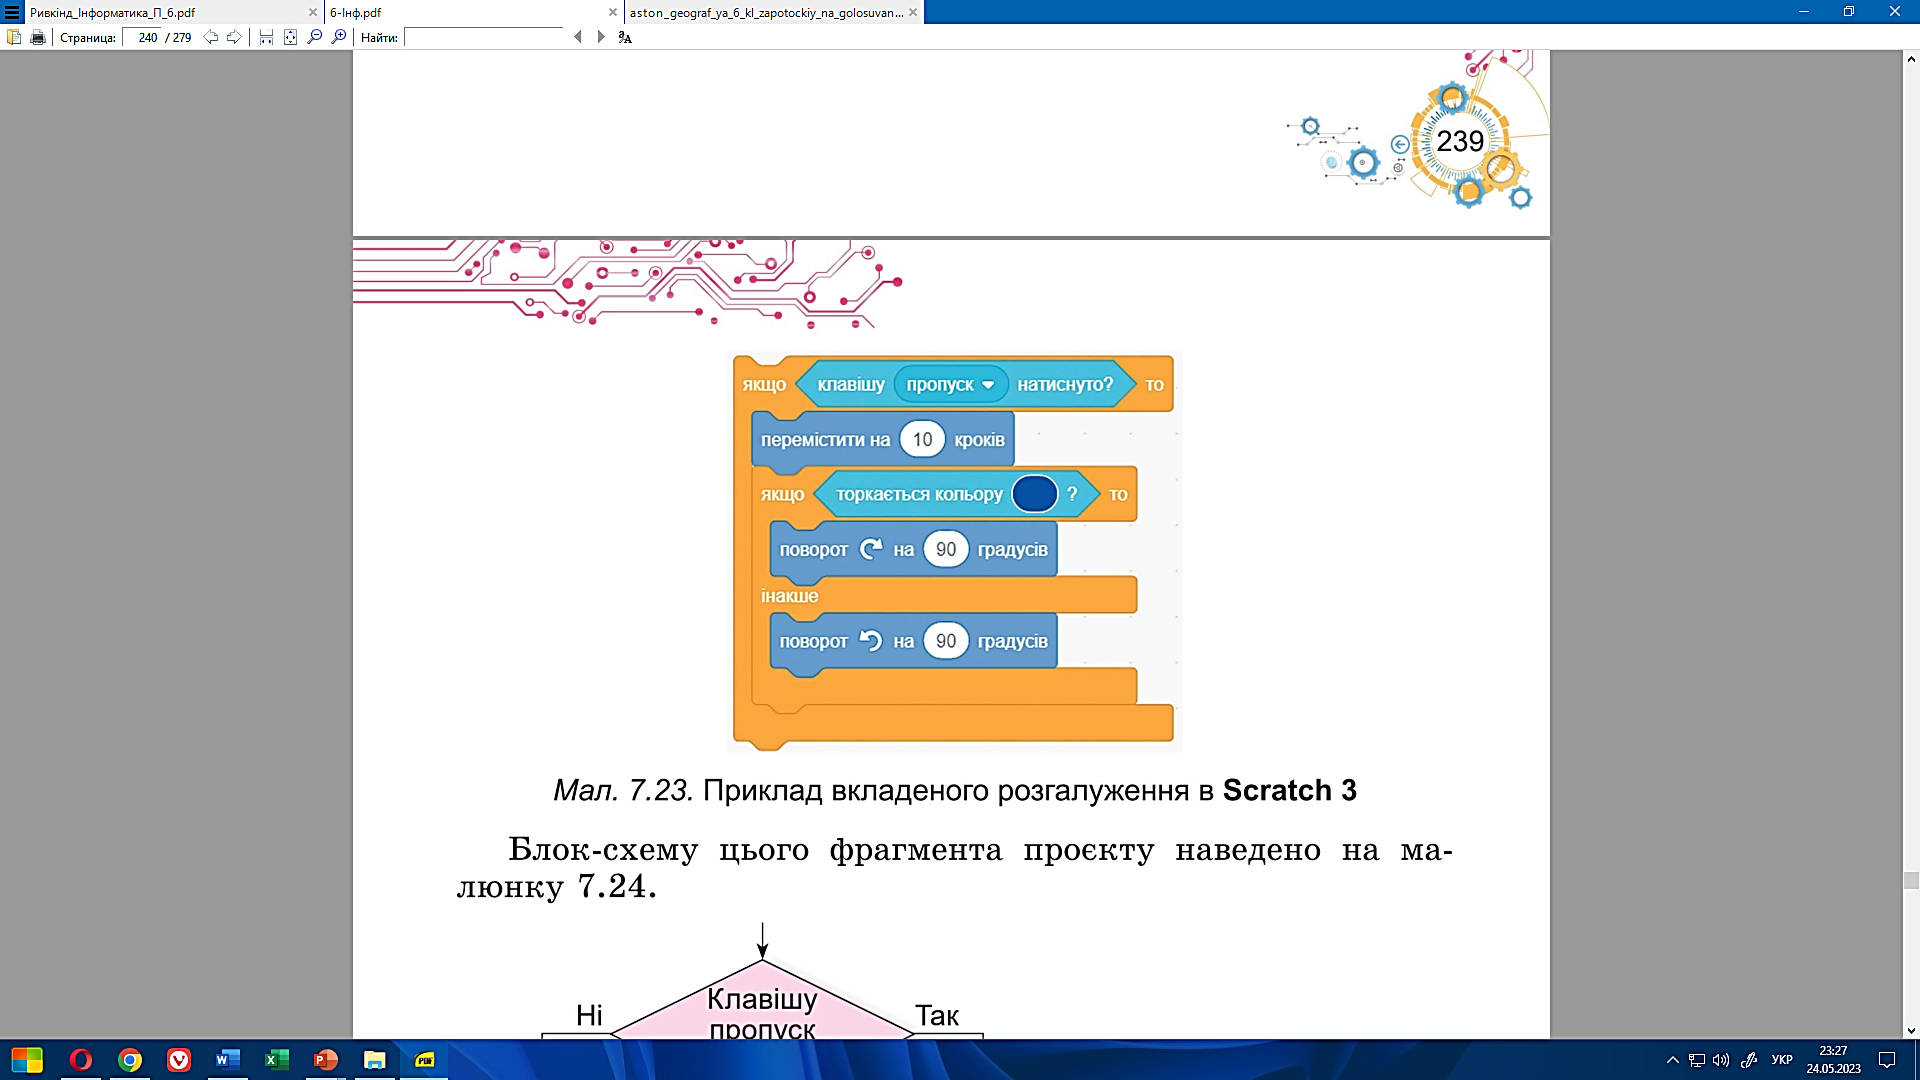 Ривкінд_Інформатика_П_6.pdf
6-Інф.pdf
aston_geograf_ya_6_kl_zapotockiy_na_golosuvan...
Страница: 240 / 279
Найти:
239
якщо клавішу пропуск натиснуто? то
перемістити на 10 кроків
якщо торкається кольору ? то
поворот на 90 градусів
інакше
поворот на 90 градусів
Мал. 7.23. Приклад вкладеного розгалуження в Scratch 3
Блок-схему цього фрагмента проєкту наведено на ма-
люнку 7.24.
Клавішу
Ні
Так
пропуск
УКР
23:27
24.05.2023